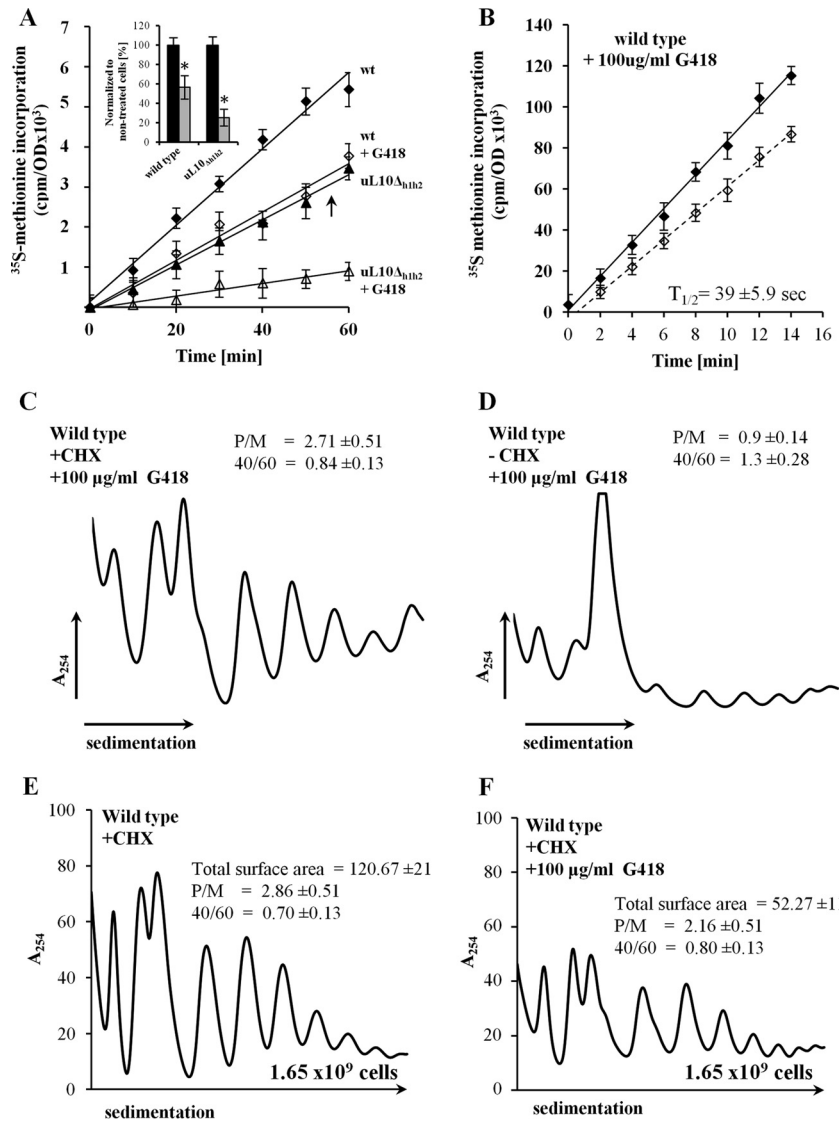 A
³⁵S-methionine incorporation
(cpm/ODx10³)
7
6
5
4
3
2
1
0
20
40
60
Time [min]
Normalized to
non-treated cells [%]
120
100
80
60
40
20
0
*
*
wild type
uL10Δh1h2
wt
wt
+ G418
uL10Δh1h2
uL10Δh1h2
+ G418
B
wild type
+ 100ug/ml G418
³⁵S methionine incorporation
(cpm/OD x10³)
140
120
100
80
60
40
20
0
0
2
4
6
8
10
12
14
16
T1/2= 39 ±5.9 sec
Time [min]
C
Wild type
+CHX
+100 µg/ml G418
P/M = 2.71 ±0.51
40/60 = 0.84 ±0.13
A254
sedimentation
D
Wild type
- CHX
+100 µg/ml G418
P/M = 0.9 ±0.14
40/60 = 1.3 ±0.28
A254
sedimentation
E
Wild type
+CHX
Total surface area = 120.67 ±21
P/M = 2.86 ±0.51
40/60 = 0.70 ±0.13
A254
100
80
60
40
20
0
1.65 x10⁹ cells
sedimentation
F
Wild type
+CHX
+100 µg/ml G418
Total surface area = 52.27 ±1
P/M = 2.16 ±0.51
40/60 = 0.80 ±0.13
A254
100
80
60
40
20
0
1.65 x10⁹ cells
sedimentation